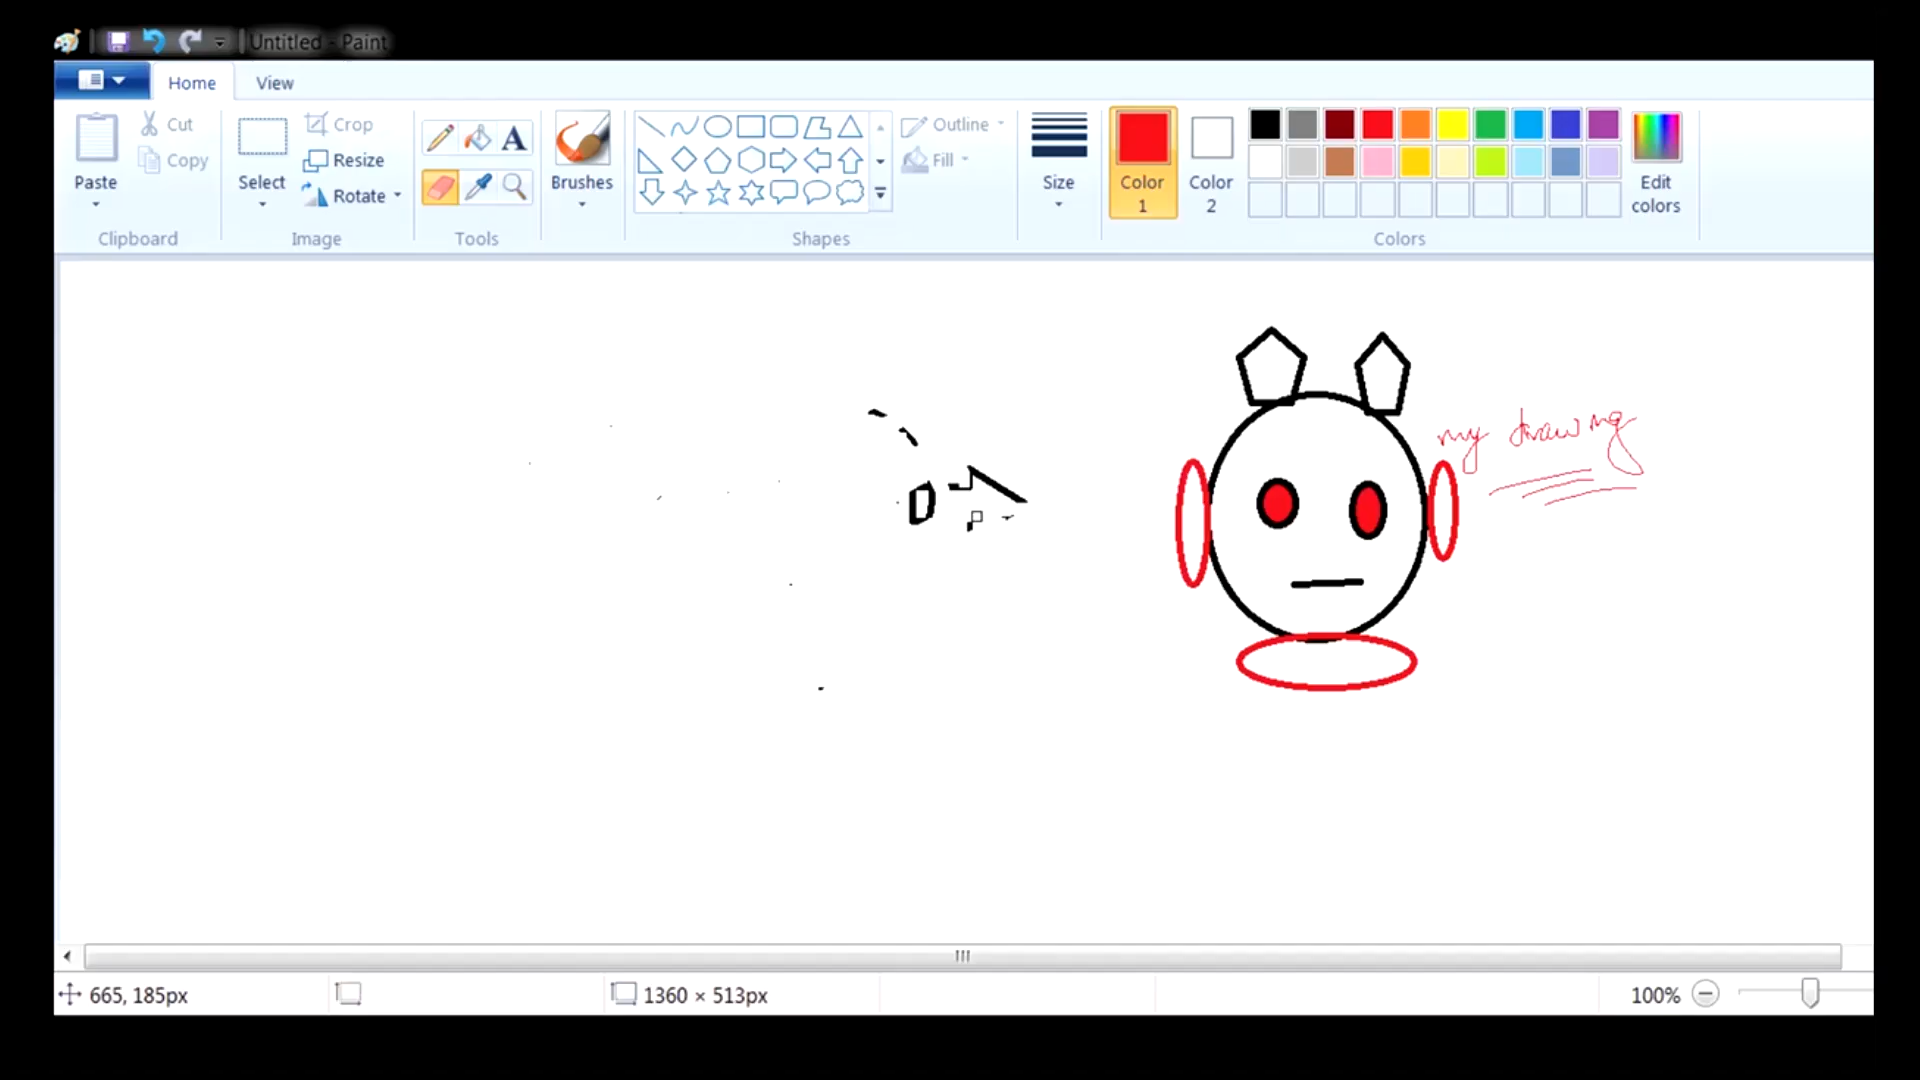 Untitled - Paint
Home View
Paste Cut Copy
Clipboard
Select Crop Resize Rotate
Image
A
Tools
Brushes
Shapes
Outline Fill
Size
Color 1
Color 2
Edit colors
Colors
my drawing
665, 185px
1360 × 513px
100%